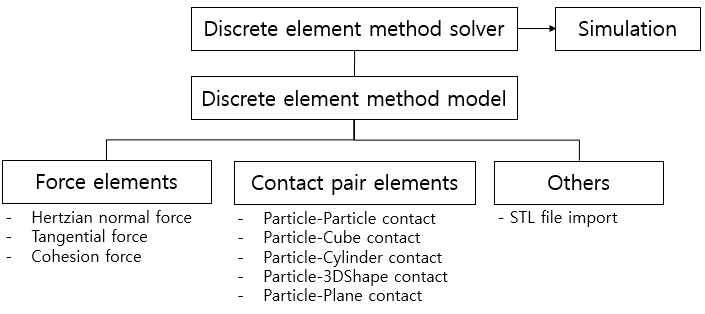 Discrete element method solver
Simulation
Discrete element method model
Force elements
- Hertzian normal force
- Tangential force
- Cohesion force
Contact pair elements
- Particle-Particle contact
- Particle-Cube contact
- Particle-Cylinder contact
- Particle-3DShape contact
- Particle-Plane contact
Others
- STL file import